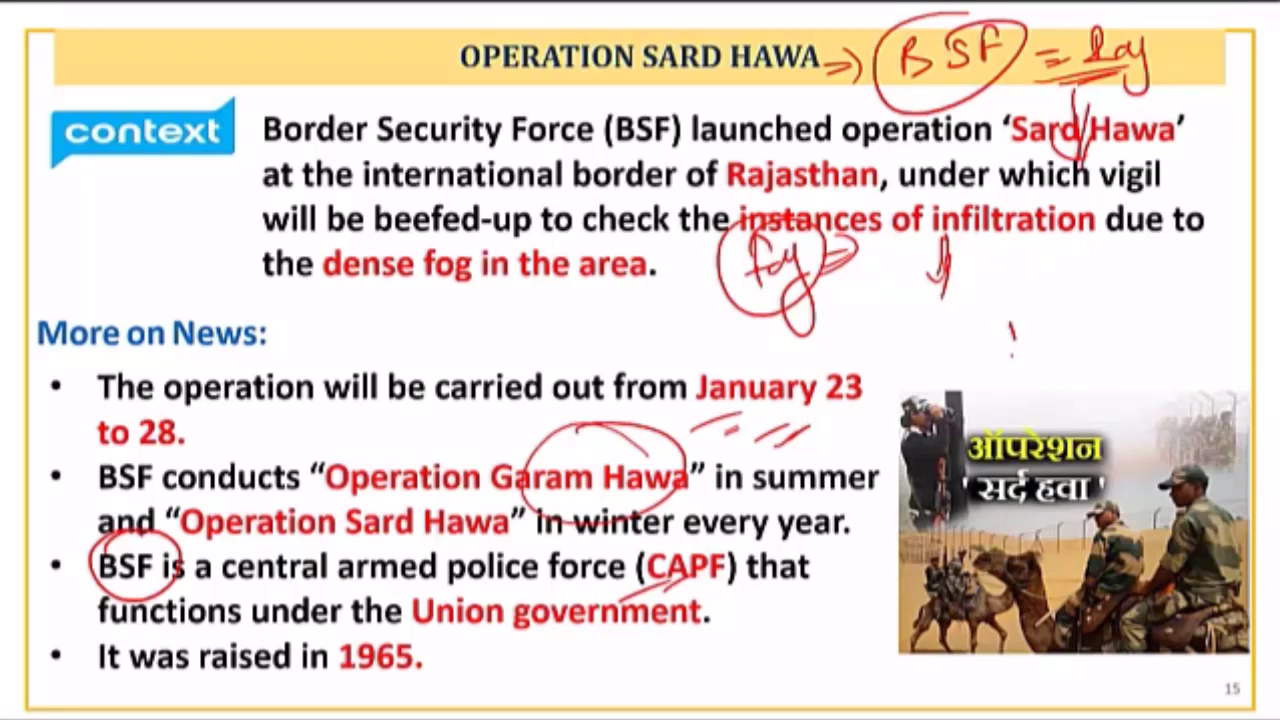 OPERATION SARD HAWA => BSF = Raj
context
Border Security Force (BSF) launched operation ‘Sard Hawa’
at the international border of Rajasthan, under which vigil
will be beefed-up to check the instances of infiltration due to
the dense fog in the area.
fog =>
More on News:
• The operation will be carried out from January 23
to 28.
• BSF conducts “Operation Garam Hawa” in summer
and “Operation Sard Hawa” in winter every year.
• BSF is a central armed police force (CAPF) that
functions under the Union government.
• It was raised in 1965.
ऑपरेशन
'सर्द हवा'
15